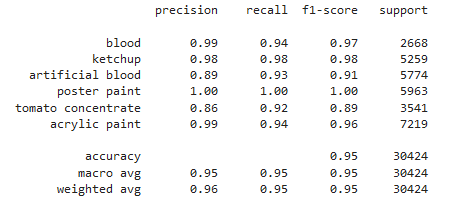 precision recall f1-score support
blood 0.99 0.94 0.97 2668
ketchup 0.98 0.98 0.98 5259
artificial blood 0.89 0.93 0.91 5774
poster paint 1.00 1.00 1.00 5963
tomato concentrate 0.86 0.92 0.89 3541
acrylic paint 0.99 0.94 0.96 7219
accuracy 0.95 30424
macro avg 0.95 0.95 0.95 30424
weighted avg 0.96 0.95 0.95 30424